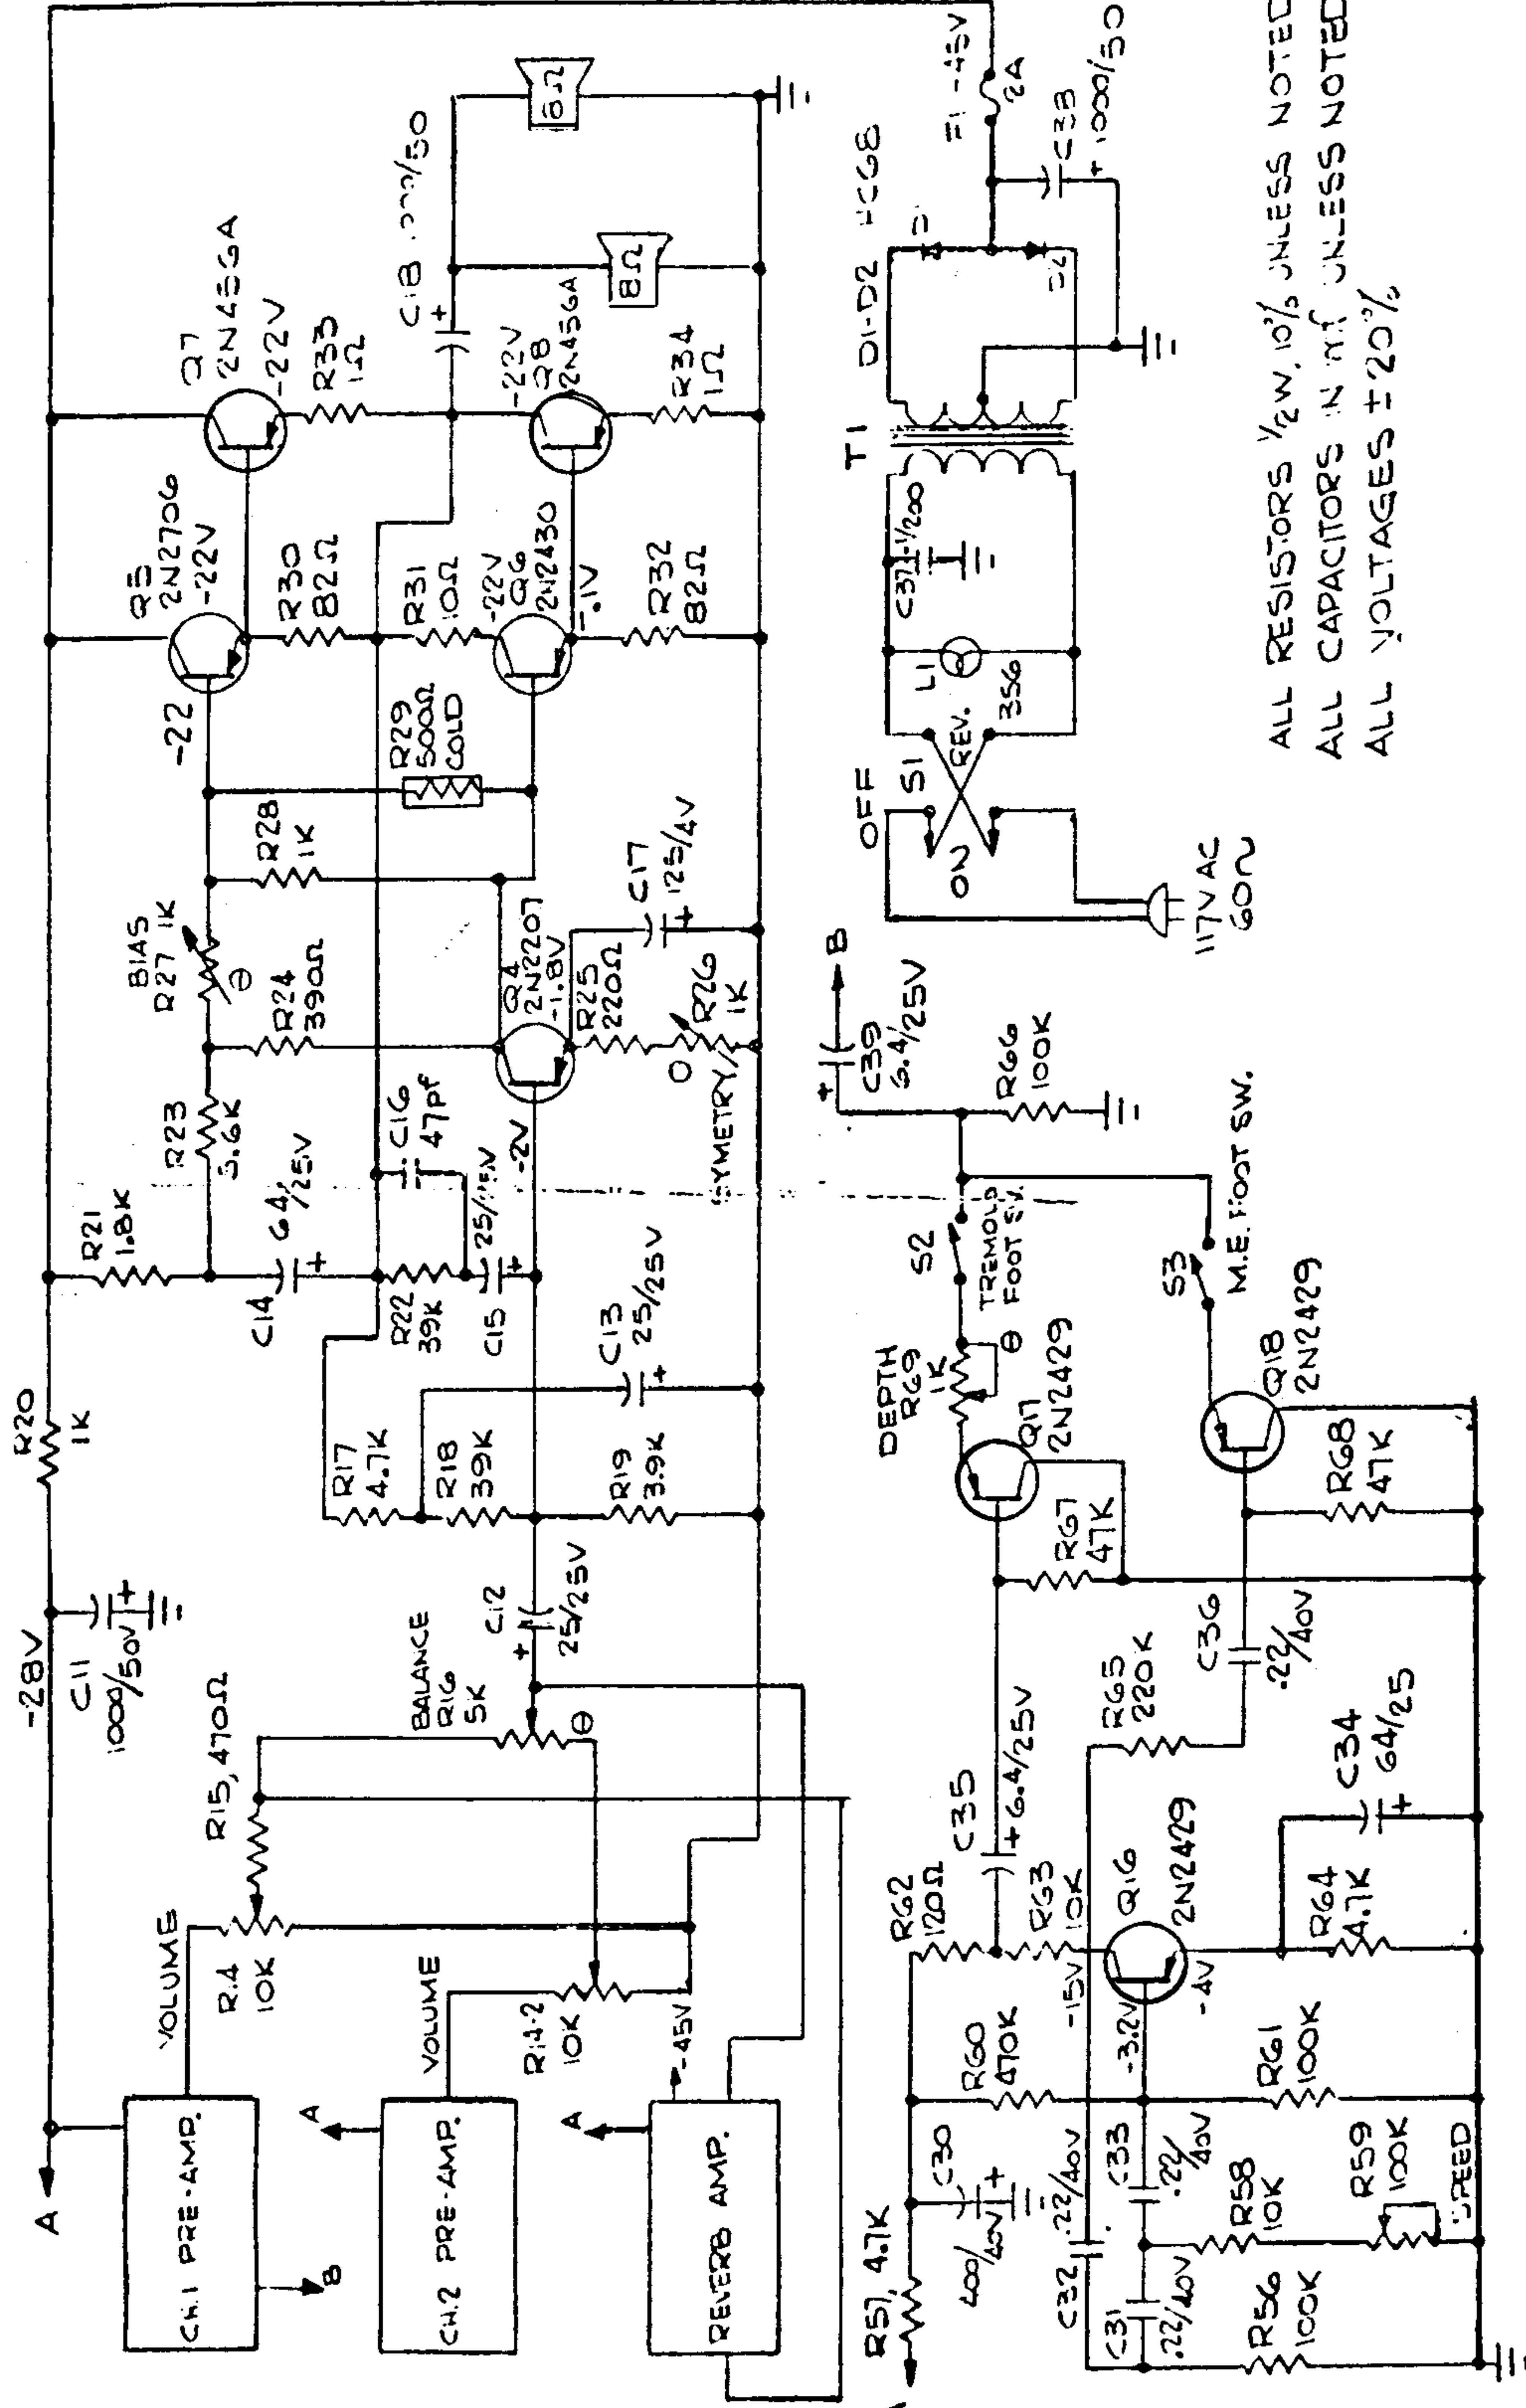 A
Ch.1 PRE-AMP.
B
VOLUME
R14
10K
R15, 470Ω
-28V
C11
1000/50V
R20
1K
A
CH.2 PRE-AMP.
VOLUME
R14-2
10K
BALANCE
R16
5K
C12
25/25V
A
REVERB AMP.
-45V
R17
4.7K
R18
39K
R19
3.9K
C13
25/25V
R21
1.8K
C14
64/25V
R22
39K
C15
C16
47pf
R23
5.6K
BIAS
R27 1K
R24
390Ω
R28
1K
-2V
Q4
2N2207
-1.8V
R25
220Ω
R26
1K
SYMETRY
C17
125/4V
R29
500Ω
COLD
-22
Q5
2N2706
-22V
R30
82Ω
R31
10Ω
-22V
Q6
2N2430
-.1V
R32
82Ω
Q7
2N456A
-22V
R33
1Ω
-22V
Q8
2N456A
R34
1Ω
C18
8Ω
8Ω
R57, 4.7K
C30
400/40V
C32
.22/40V
C31
.22/40V
C33
.22/40V
R56
100K
R58
10K
R59
100K
SPEED
R60
470K
R61
100K
R62
120Ω
R63
10K
-15V
-3.2V
-4V
Q16
2N2429
R64
4.7K
C34
64/25
C35
6.4/25V
R65
220K
C36
.22/40V
R67
47K
Q17
2N2429
DEPTH
R69
1K
R68
47K
Q18
2N2429
S2
TREMOLO
FOOT SW.
S3
M.E. FOOT SW.
R66
100K
C39
6.4/25V
B
117V AC
60~
OFF
ON
S1
REV.
L1
356
C37
.1/200
T1
D1-D2
D1
D2
F1
-45V
2A
1000/50
ALL RESISTORS 1/2W, 10% UNLESS NOTED
ALL CAPACITORS IN mf UNLESS NOTED
ALL VOLTAGES ± 20%